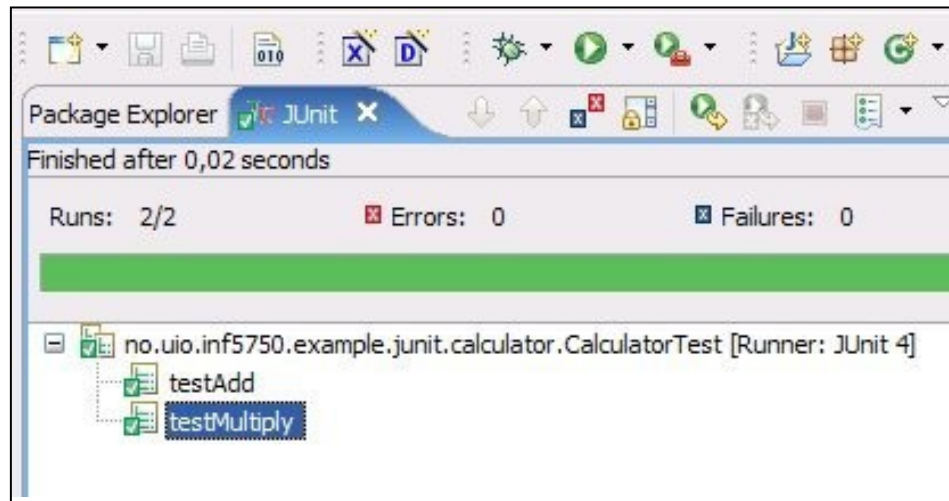 010
X D
Package Explorer JUnit
Finished after 0,02 seconds
Runs: 2/2 Errors: 0 Failures: 0
no.uio.inf5750.example.junit.calculator.CalculatorTest [Runner: JUnit 4]
testAdd
testMultiply